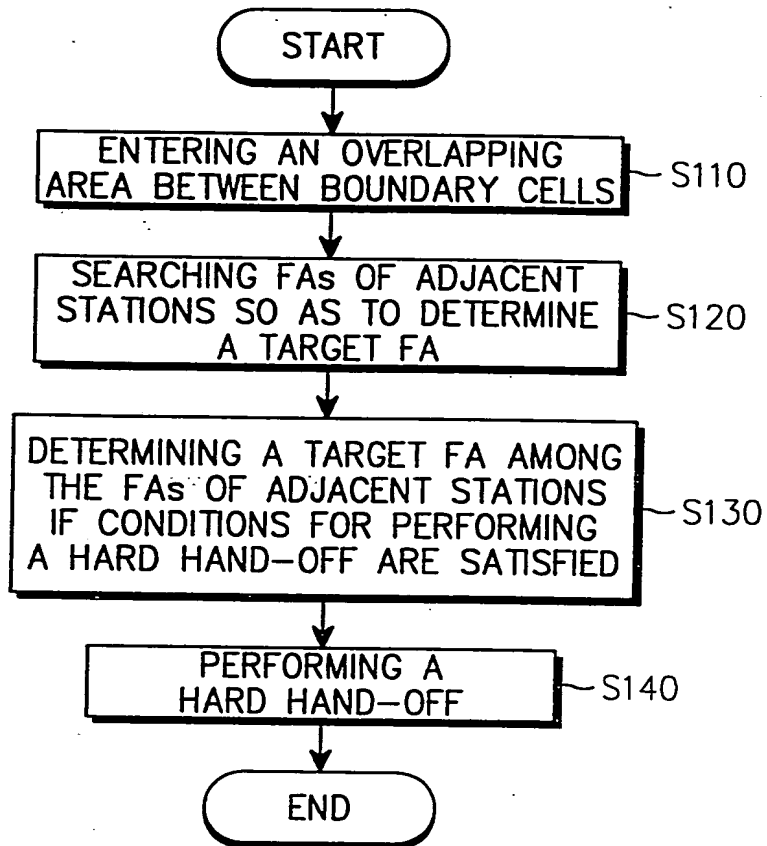 START
ENTERING AN OVERLAPPING
AREA BETWEEN BOUNDARY CELLS
S110
SEARCHING FAs OF ADJACENT
STATIONS SO AS TO DETERMINE
A TARGET FA
S120
DETERMINING A TARGET FA AMONG
THE FAs OF ADJACENT STATIONS
IF CONDITIONS FOR PERFORMING
A HARD HAND-OFF ARE SATISFIED
S130
PERFORMING A
HARD HAND-OFF
S140
END